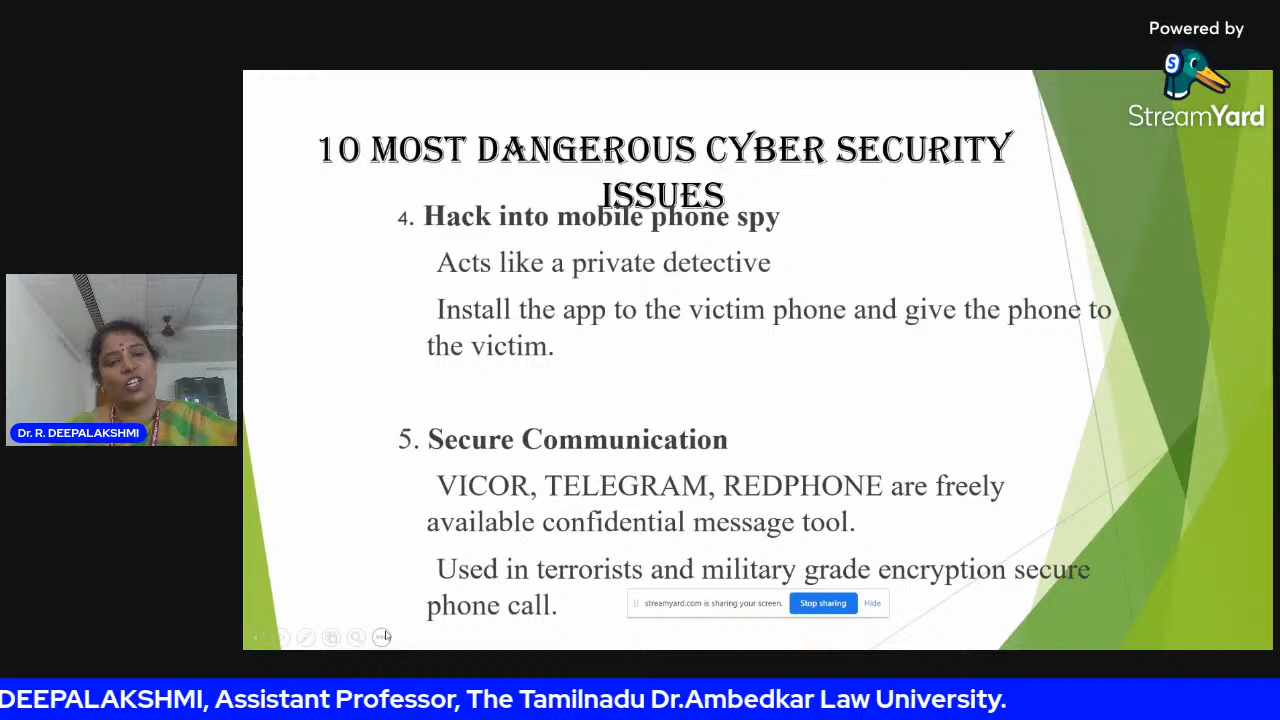 Powered by
StreamYard
10 MOST DANGEROUS CYBER SECURITY
ISSUES
4. Hack into mobile phone spy
Acts like a private detective
Install the app to the victim phone and give the phone to
the victim.
Dr. R. DEEPALAKSHMI
5. Secure Communication
VICOR, TELEGRAM, REDPHONE are freely
available confidential message tool.
Used in terrorists and military grade encryption secure
phone call.
streamyard.com is sharing your screen. Stop sharing Hide
DEEPALAKSHMI, Assistant Professor, The Tamilnadu Dr.Ambedkar Law University.